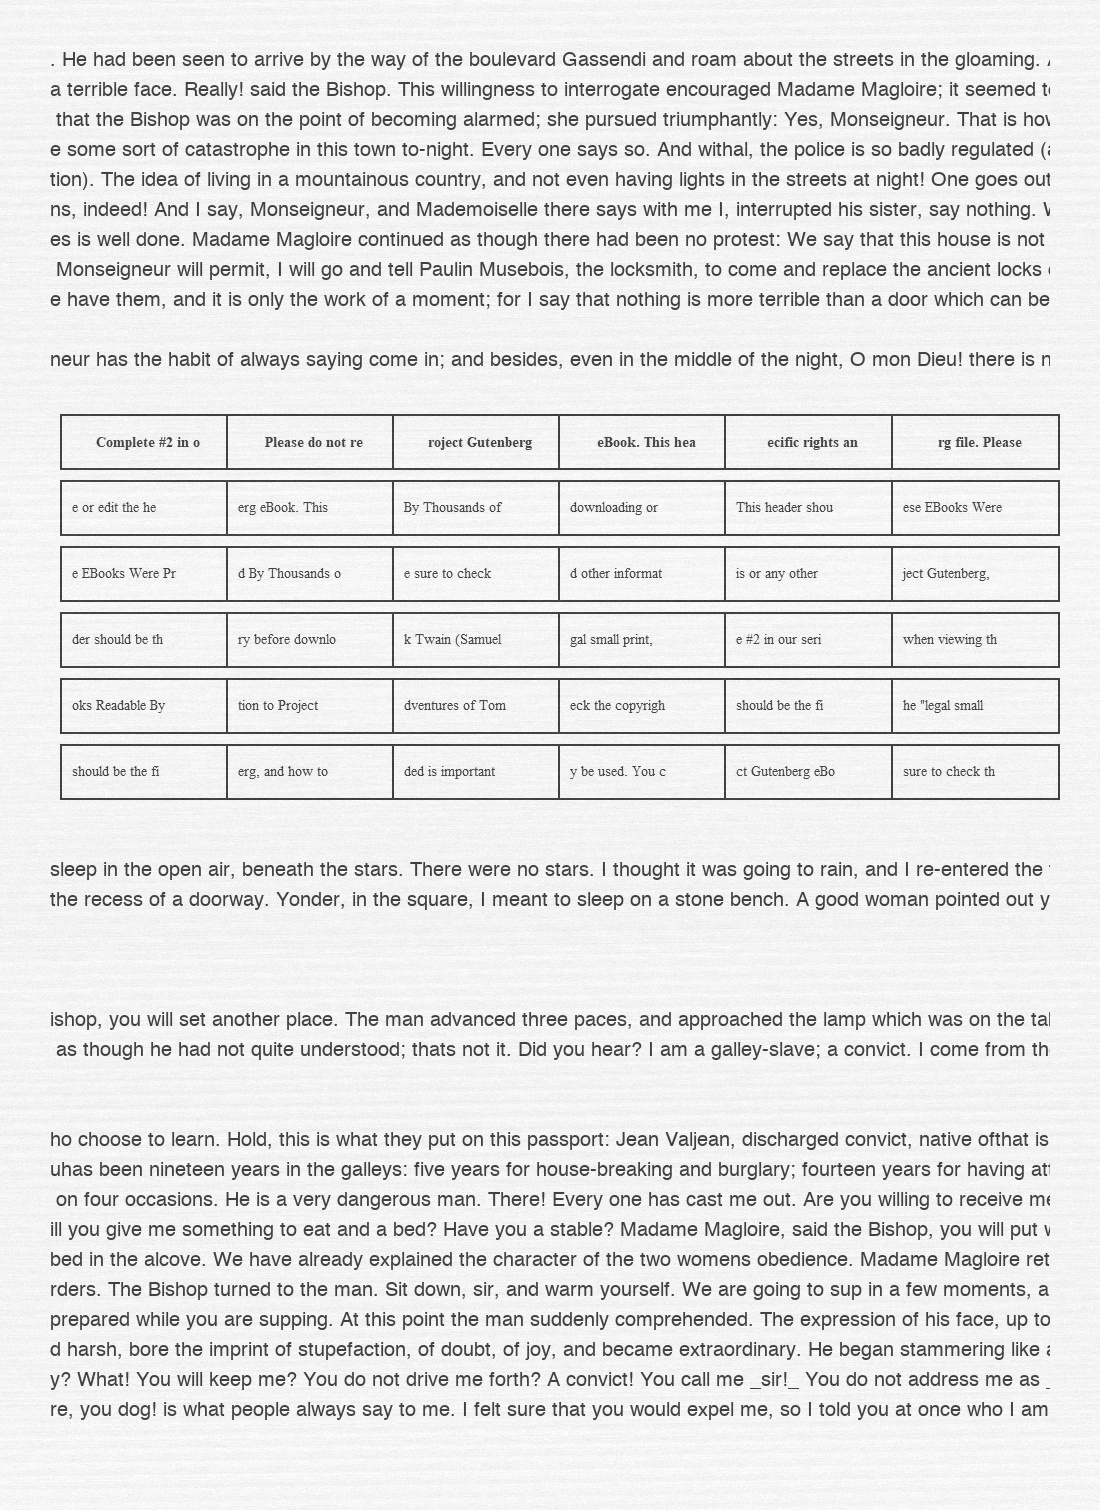 . He had been seen to arrive by the way of the boulevard Gassendi and roam about the streets in the gloaming.
a terrible face. Really! said the Bishop. This willingness to interrogate encouraged Madame Magloire; it seemed
that the Bishop was on the point of becoming alarmed; she pursued triumphantly: Yes, Monseigneur. That is
e some sort of catastrophe in this town to-night. Every one says so. And withal, the police is so badly regulated
tion). The idea of living in a mountainous country, and not even having lights in the streets at night! One goes out
ns, indeed! And I say, Monseigneur, and Mademoiselle there says with me I, interrupted his sister, say nothing.
es is well done. Madame Magloire continued as though there had been no protest: We say that this house is not
Monseigneur will permit, I will go and tell Paulin Musebois, the locksmith, to come and replace the ancient locks
e have them, and it is only the work of a moment; for I say that nothing is more terrible than a door which can be
neur has the habit of always saying come in; and besides, even in the middle of the night, O mon Dieu! there is n
Complete #2 in o Please do not re roject Gutenberg eBook. This hea ecific rights an rg file. Please
e or edit the he erg eBook. This By Thousands of downloading or This header shou ese EBooks Were
e EBooks Were Pr d By Thousands o e sure to check d other informat is or any other ject Gutenberg,
der should be th ry before downlo k Twain (Samuel gal small print, e #2 in our seri when viewing th
oks Readable By tion to Project dventures of Tom eck the copyrigh should be the fi he "legal small
should be the fi erg, and how to ded is important y be used. You c ct Gutenberg eBo sure to check th
sleep in the open air, beneath the stars. There were no stars. I thought it was going to rain, and I re-entered the
the recess of a doorway. Yonder, in the square, I meant to sleep on a stone bench. A good woman pointed out y
ishop, you will set another place. The man advanced three paces, and approached the lamp which was on the
as though he had not quite understood; thats not it. Did you hear? I am a galley-slave; a convict. I come from th
ho choose to learn. Hold, this is what they put on this passport: Jean Valjean, discharged convict, native ofthat is
uhas been nineteen years in the galleys: five years for house-breaking and burglary; fourteen years for having
on four occasions. He is a very dangerous man. There! Every one has cast me out. Are you willing to receive me
ill you give me something to eat and a bed? Have you a stable? Madame Magloire, said the Bishop, you will put
bed in the alcove. We have already explained the character of the two womens obedience. Madame Magloire ret
rders. The Bishop turned to the man. Sit down, sir, and warm yourself. We are going to sup in a few moments, a
prepared while you are supping. At this point the man suddenly comprehended. The expression of his face, up to
d harsh, bore the imprint of stupefaction, of doubt, of joy, and became extraordinary. He began stammering like
y? What! You will keep me? You do not drive me forth? A convict! You call me _sir!_ You do not address me as _
re, you dog! is what people always say to me. I felt sure that you would expel me, so I told you at once who I am